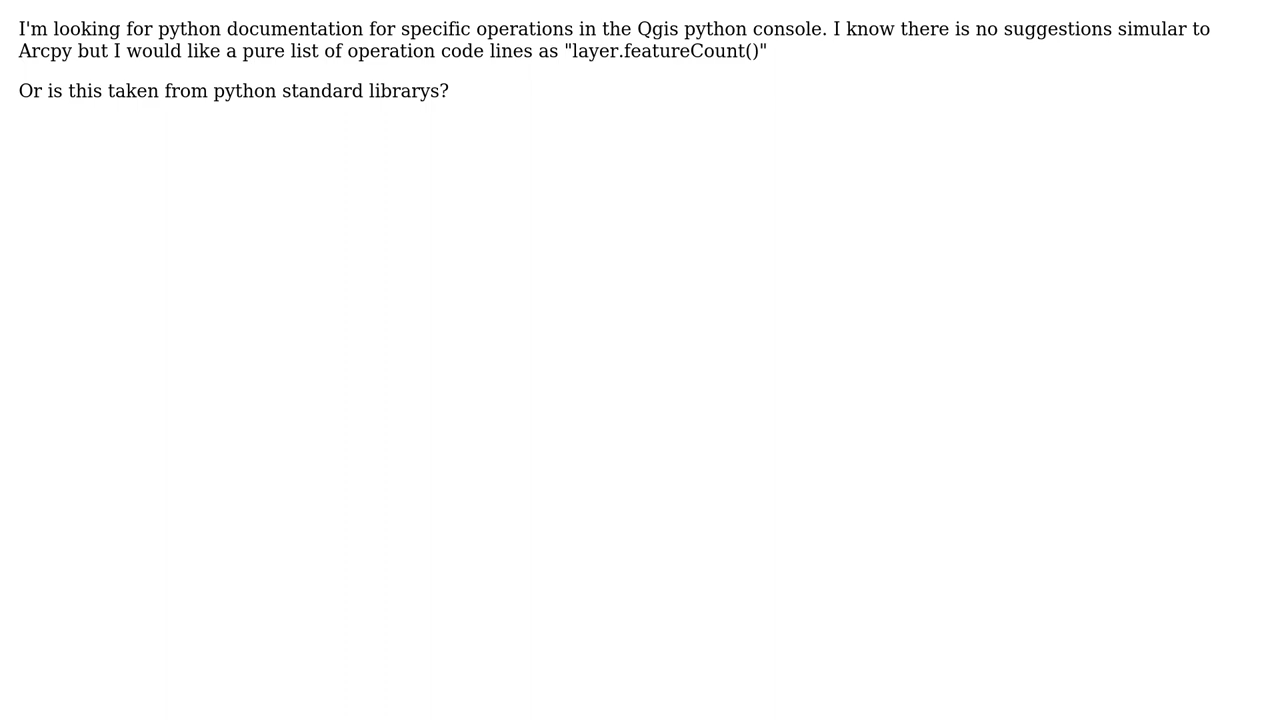 I'm looking for python documentation for specific operations in the Qgis python console. I know there is no suggestions simular to
Arcpy but I would like a pure list of operation code lines as "layer.featureCount()"
Or is this taken from python standard librarys?